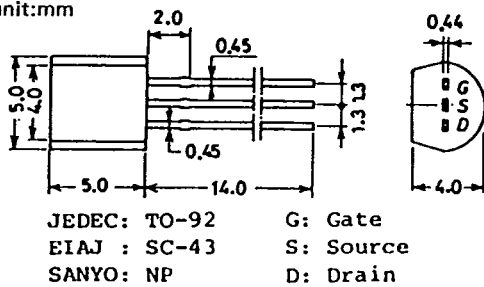 unit:mm
2.0
0.44
0.45
5.0
4.0
1.3
1.3
G
S
D
0.45
5.0
14.0
4.0
JEDEC: TO-92 G: Gate
EIAJ : SC-43 S: Source
SANYO: NP D: Drain